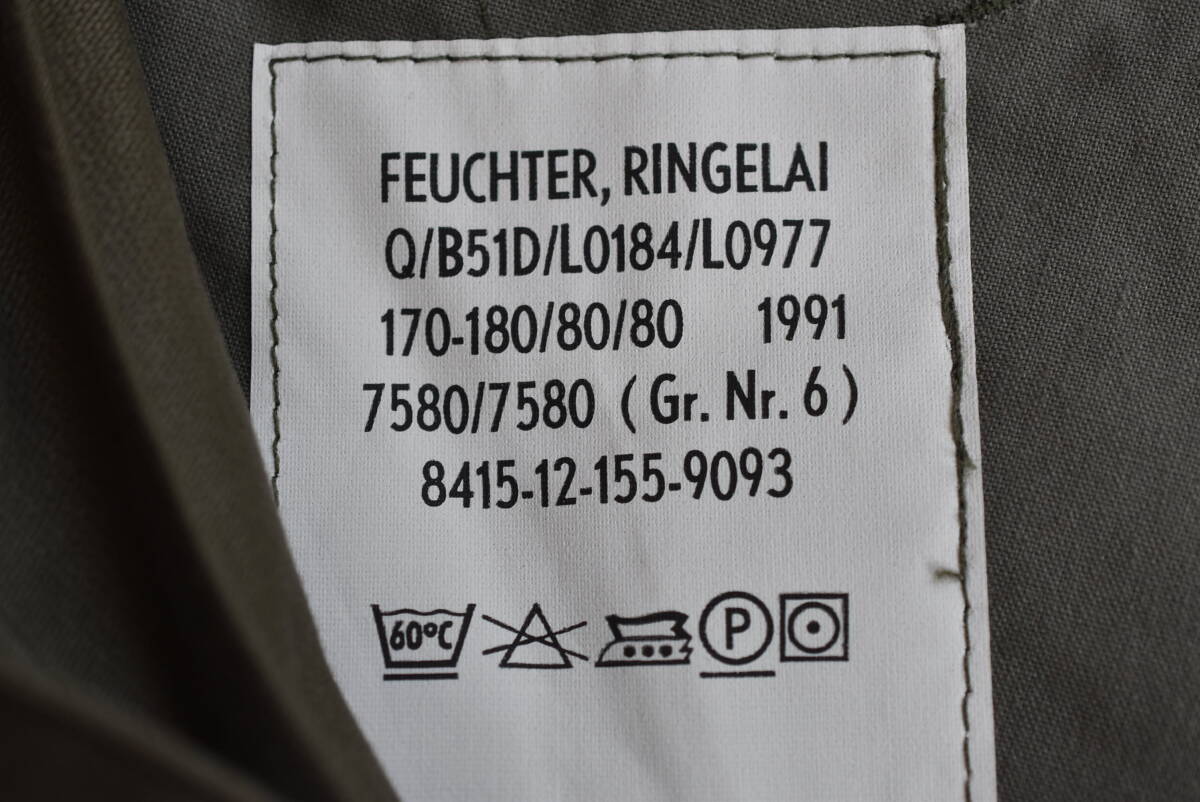 FEUCHTER, RINGELAI
Q/B51D/L0184/L0977
170-180/80/80 1991
7580/7580 (Gr. Nr. 6)
8415-12-155-9093
60°C P